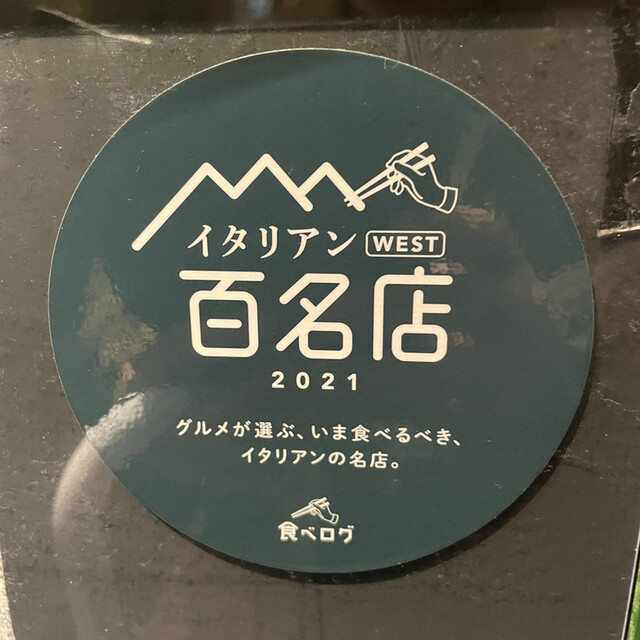 イタリアン WEST
百名店
2021
グルメが選ぶ、いま食べるべき、
イタリアンの名店。
食べログ